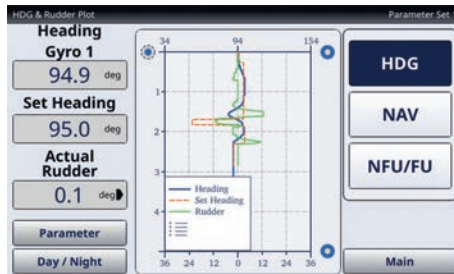 HDG & Rudder Plot
Parameter Set
Heading
Gyro 1
94.9 deg
Set Heading
95.0 deg
Actual
Rudder
0.1 deg
Parameter
Day / Night
34 94 154
1
2
3
4
Heading
Set Heading
Rudder
36 24 12 0 12 24 36
HDG
NAV
NFU/FU
Main